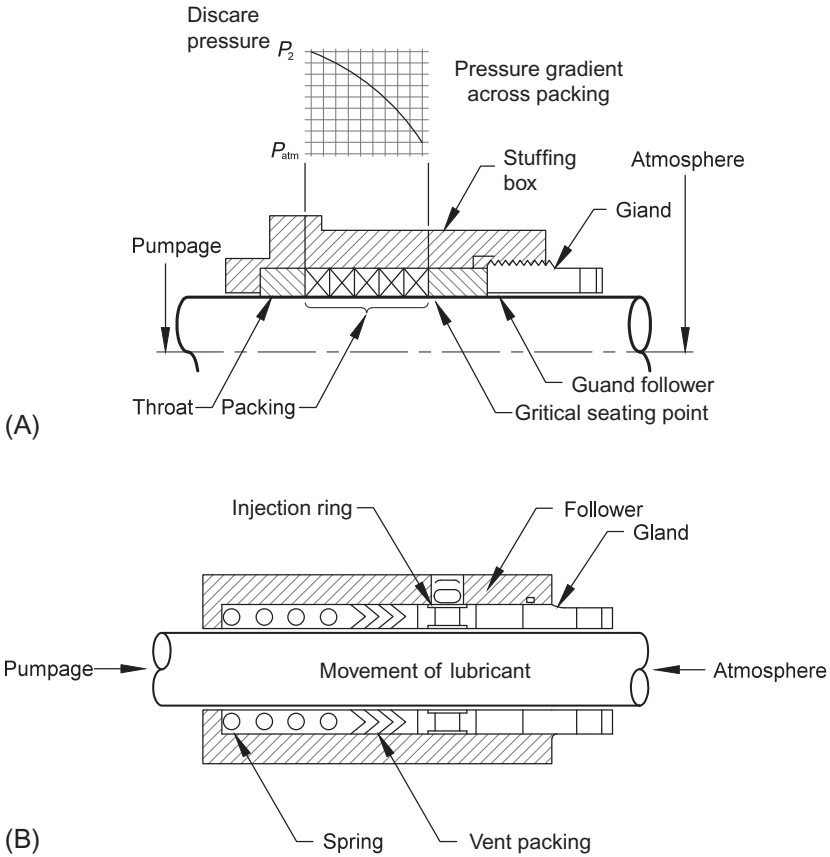 Discare
pressure
P2
Pressure gradient
across packing
Patm
Stuffing
box
Atmosphere
Giand
Pumpage
Guand follower
Throat
Packing
Gritical seating point
(A)
Injection ring
Follower
Gland
Pumpage
Movement of lubricant
Atmosphere
(B)
Spring
Vent packing